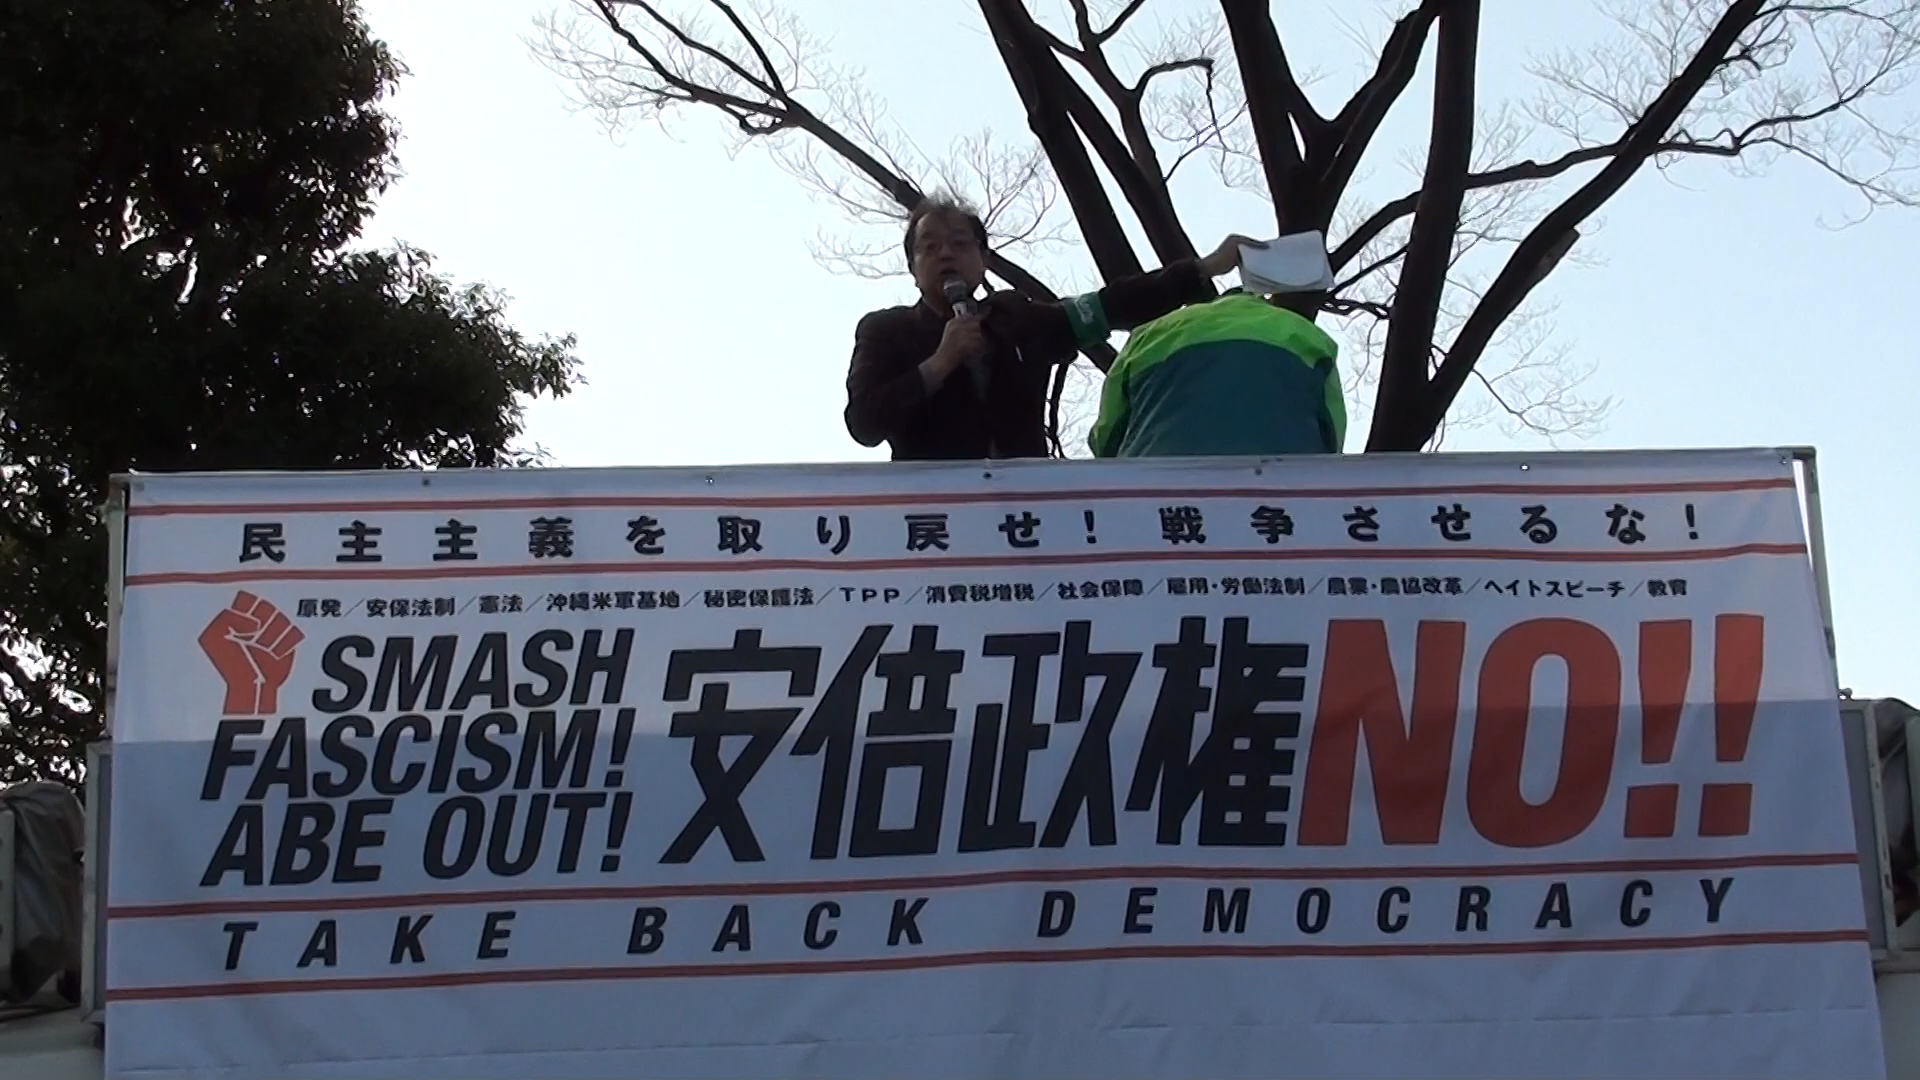 民主主義を取り戻せ！戦争させるな！
原発／安保法制／憲法／沖縄米軍基地／秘密保護法／TPP／消費税増税／社会保障／雇用・労働法制／農業・農協改革／ヘイトスピーチ／教育
SMASH
FASCISM!
ABE OUT!
安倍政権NO!!
TAKE BACK DEMOCRACY